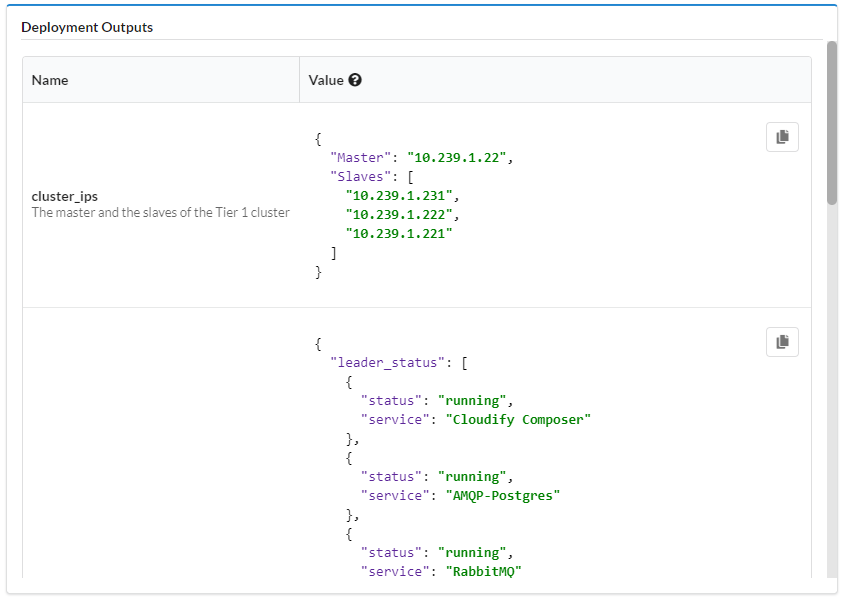 Deployment Outputs
Name
Value
cluster_ips
The master and the slaves of the Tier 1 cluster
{
  "Master": "10.239.1.22",
  "Slaves": [
    "10.239.1.231",
    "10.239.1.222",
    "10.239.1.221"
  ]
}
{
  "leader_status": [
    {
      "status": "running",
      "service": "Cloudify Composer"
    },
    {
      "status": "running",
      "service": "AMQP-Postgres"
    },
    {
      "status": "running",
      "service": "RabbitMQ"